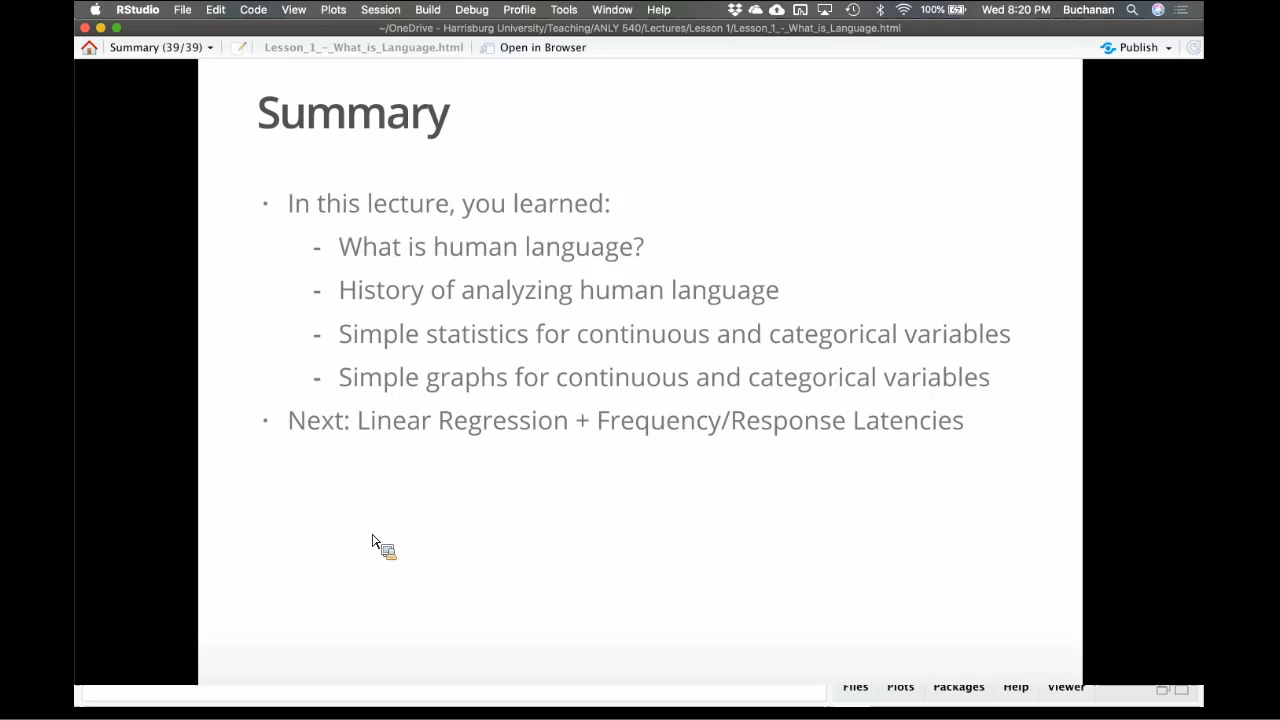 RStudio File Edit Code View Plots Session Build Debug Profile Tools Window Help 100% Wed 8:20 PM Buchanan
~/OneDrive - Harrisburg University/Teaching/ANLY 540/Lectures/Lesson 1/Lesson_1_-_What_is_Language.html
Summary (39/39) Lesson_1_-_What_is_Language.html Open in Browser Publish
Summary
· In this lecture, you learned:
- What is human language?
- History of analyzing human language
- Simple statistics for continuous and categorical variables
- Simple graphs for continuous and categorical variables
· Next: Linear Regression + Frequency/Response Latencies
Files Plots Packages Help Viewer